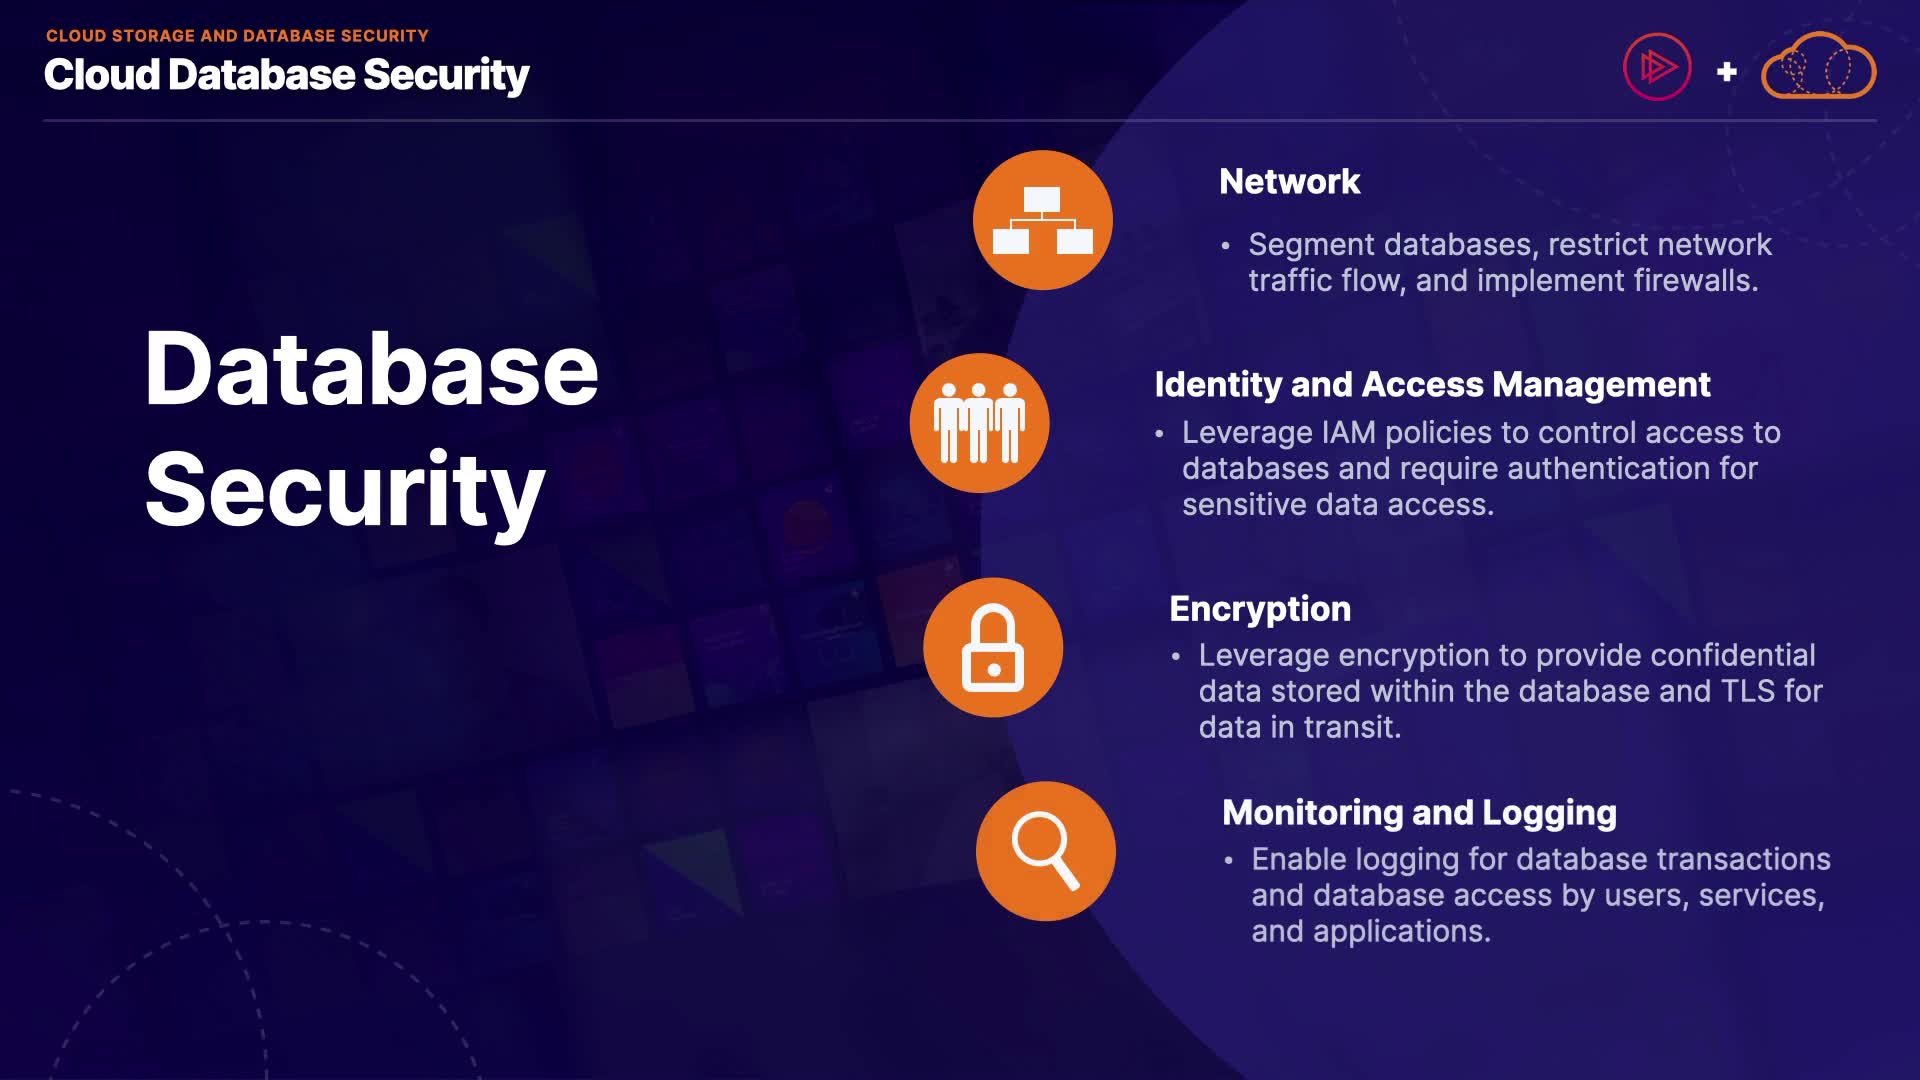 CLOUD STORAGE AND DATABASE SECURITY
Cloud Database Security
Database
Security
Network
• Segment databases, restrict network
traffic flow, and implement firewalls.
Identity and Access Management
• Leverage IAM policies to control access to
databases and require authentication for
sensitive data access.
Encryption
• Leverage encryption to provide confidential
data stored within the database and TLS for
data in transit.
Monitoring and Logging
• Enable logging for database transactions
and database access by users, services,
and applications.